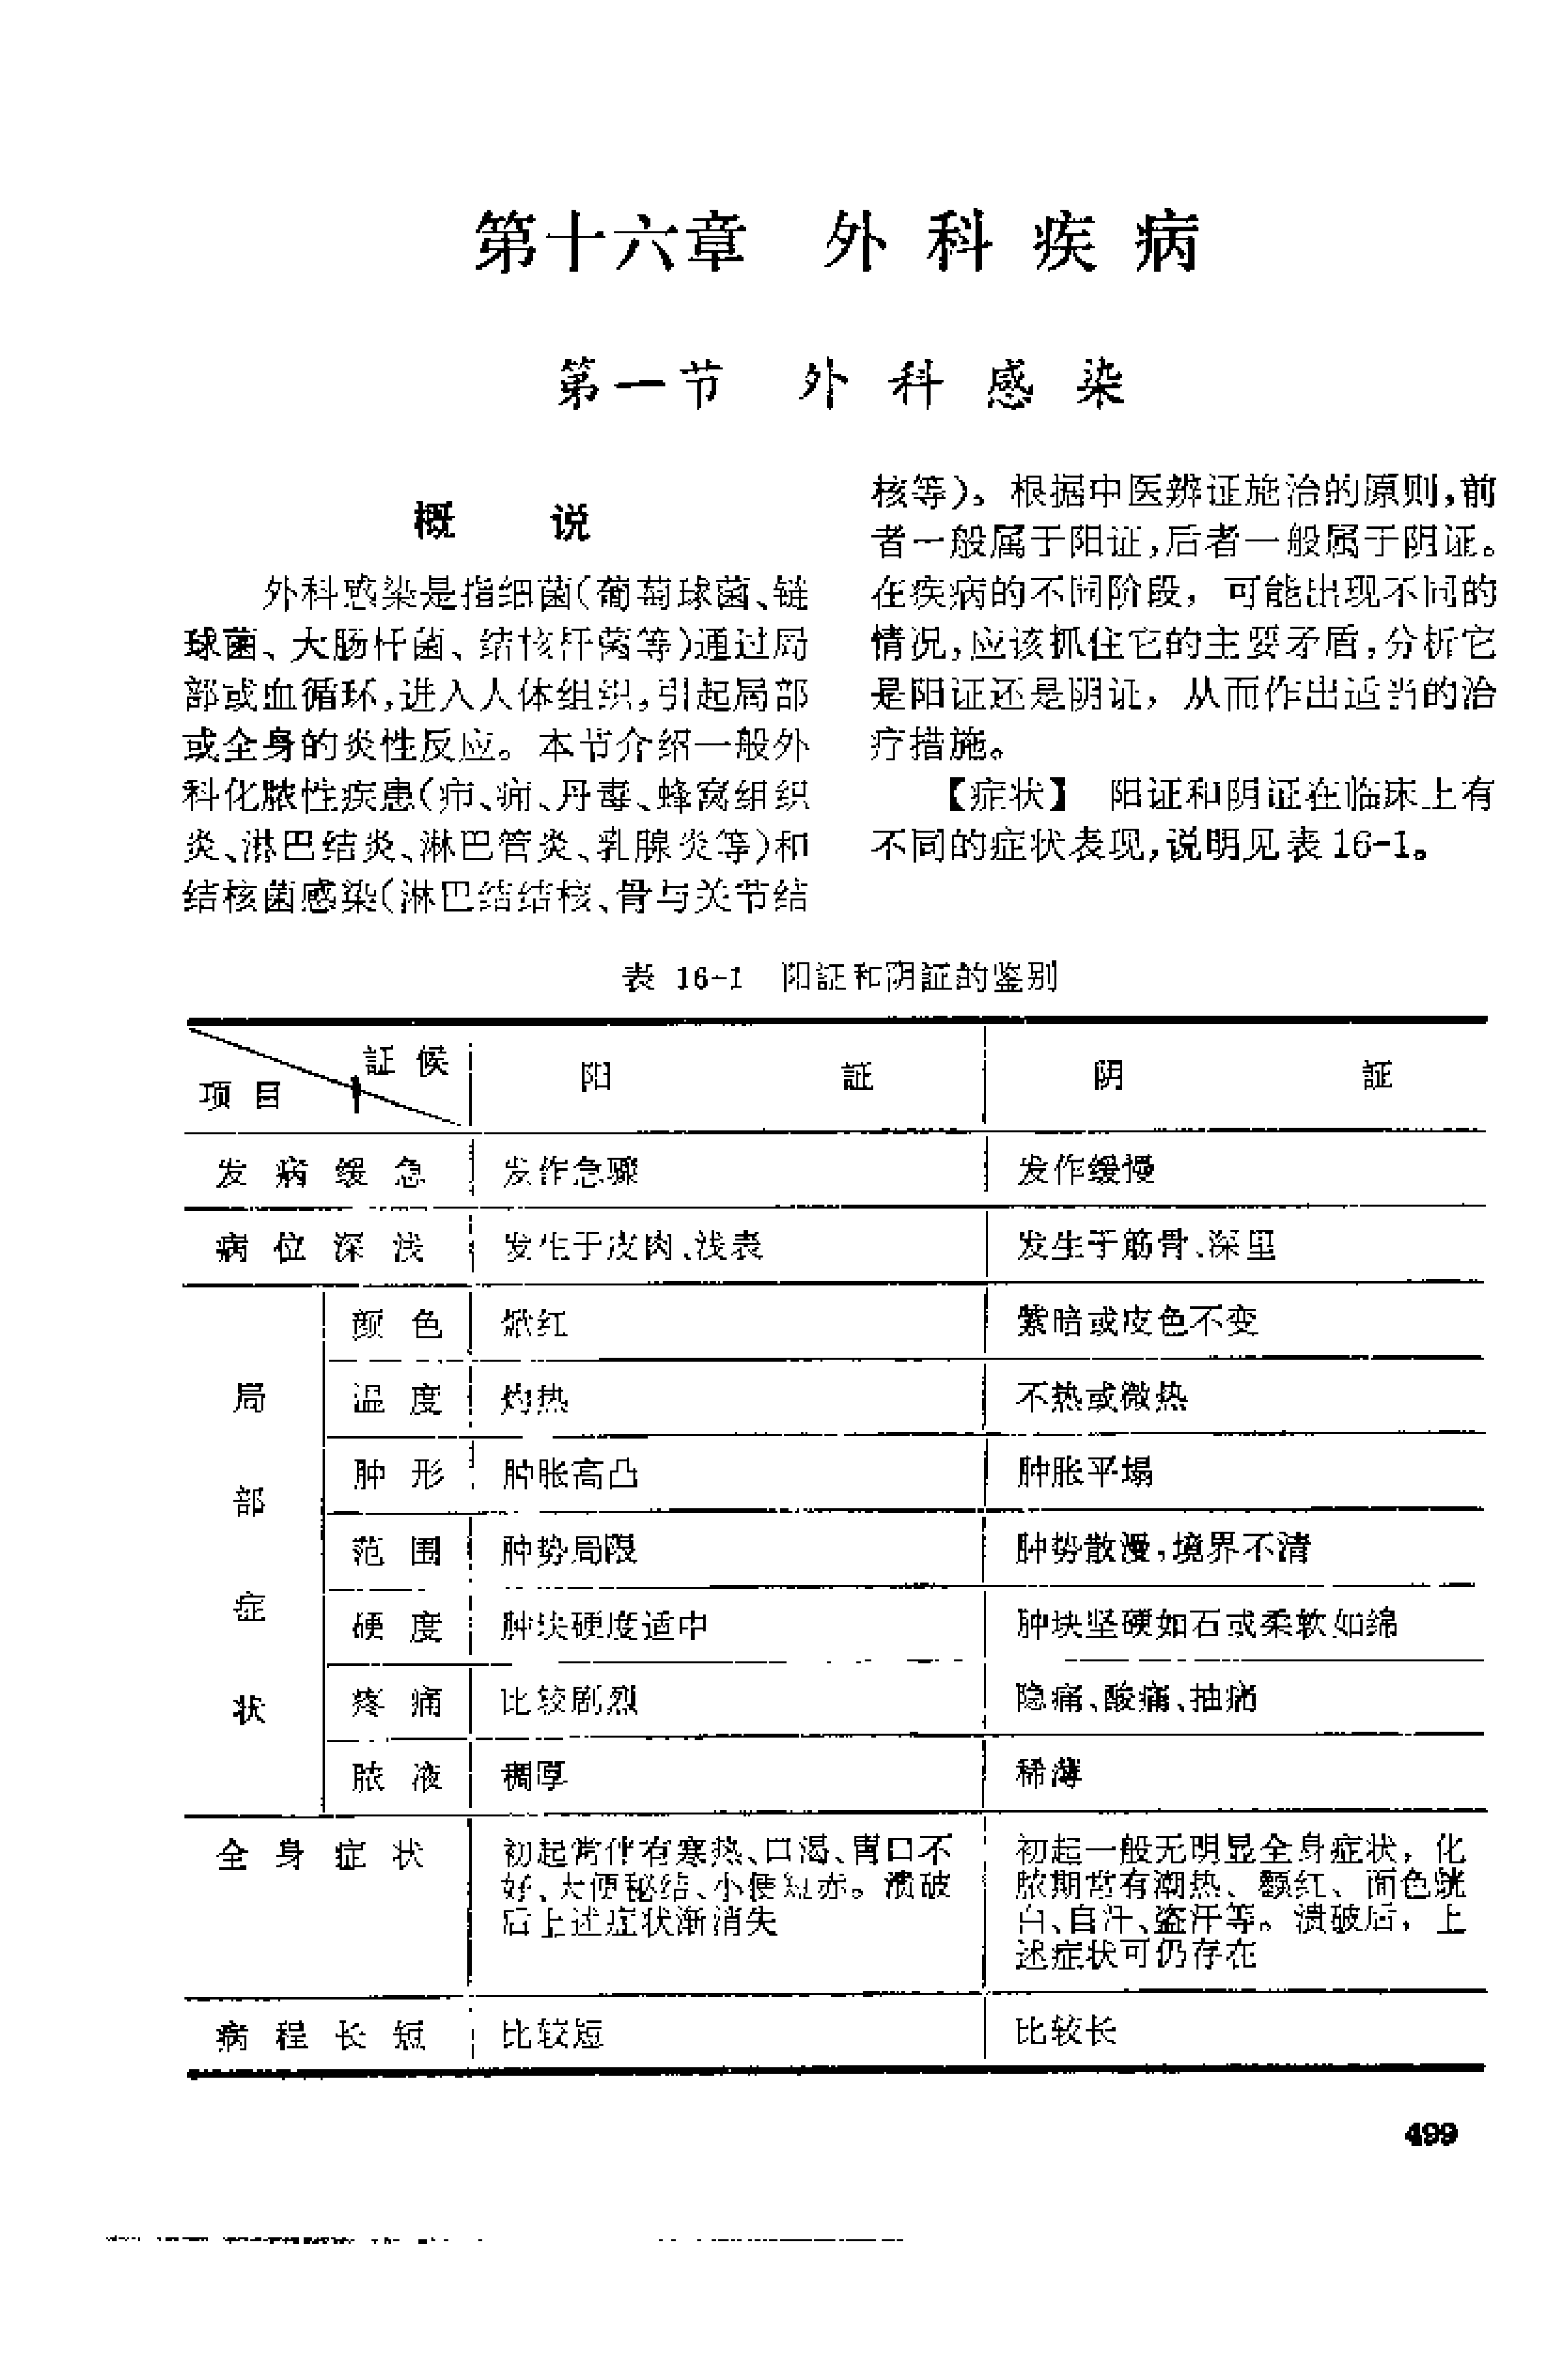 第十六章 外科疾病
第一节 外科感染
概 说
外科感染是指细菌(葡萄球菌、链
球菌、大肠杆菌、结核杆菌等)通过局
部或血循环,进入人体组织,引起局部
或全身的炎性反应。本节介绍一般外
科化脓性疾患(疖、痈、丹毒、蜂窝组织
炎、淋巴结炎、淋巴管炎、乳腺炎等)和
结核菌感染(淋巴结结核、骨与关节结
核等)。根据中医辨证施治的原则,前
者一般属于阳证,后者一般属于阴证。
在疾病的不同阶段,可能出现不同的
情况,应该抓住它的主要矛盾,分析它
是阳证还是阴证,从而作出适当的治
疗措施。
【症状】 阳证和阴证在临床上有
不同的症状表现,说明见表16-1。
表 16-1 阳証和阴証的鉴别
証候
项目
阳 証
阴 証
发病缓急 发作急骤 发作缓慢
病位深浅 发生于皮肉、浅表 发生于筋骨、深里
局部症状
颜色 焮红 紫暗或皮色不变
温度 灼热 不热或微热
肿形 肿胀高凸 肿胀平塌
范围 肿势局限 肿势散漫,境界不清
硬度 肿块硬度适中 肿块坚硬如石或柔软如绵
疼痛 比较剧烈 隐痛、酸痛、抽痛
脓液 稠厚 稀薄
全身症状
初起常伴有寒热、口渴、胃口不
好、大便秘结、小便短赤。溃破
后上述症状渐消失
初起一般无明显全身症状,化
脓期常有潮热、颧红、面色㿠
白、自汗、盗汗等。溃破后,上
述症状可仍存在
病程长短 比较短 比较长
499